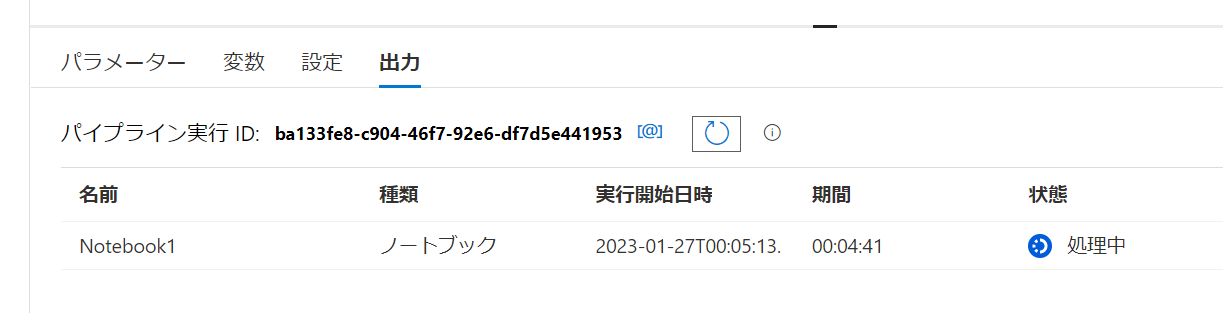 パラメーター 変数 設定 出力
パイプライン実行 ID: ba133fe8-c904-46f7-92e6-df7d5e441953 [@]
名前 種類 実行開始日時 期間 状態
Notebook1 ノートブック 2023-01-27T00:05:13. 00:04:41 処理中